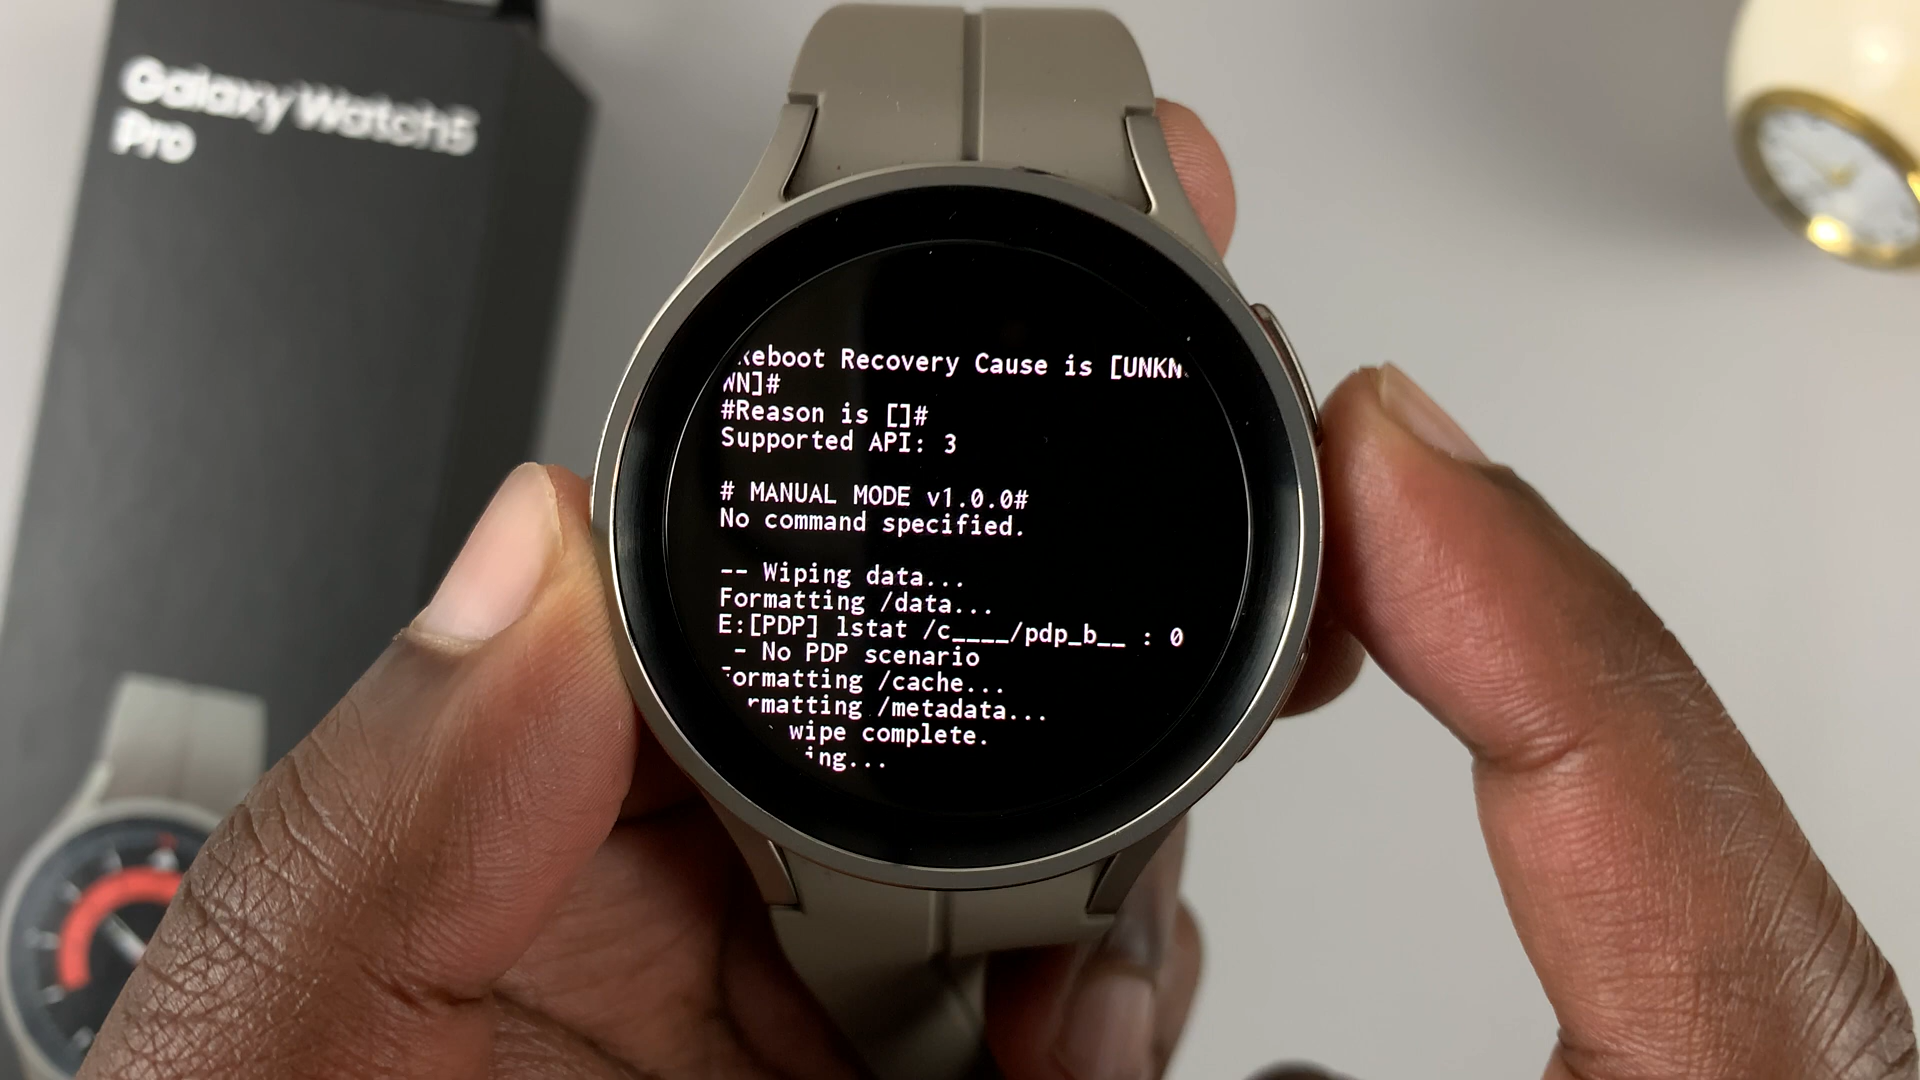 Galaxy Watch5
Pro
Reboot Recovery Cause is [UNKN
WN]#
#Reason is []#
Supported API: 3
# MANUAL MODE v1.0.0#
No command specified.
-- Wiping data...
Formatting /data...
E:[PDP] lstat /c____/pdp_b__ : 0
- No PDP scenario
Formatting /cache...
rmatting /metadata...
wipe complete.
ing...